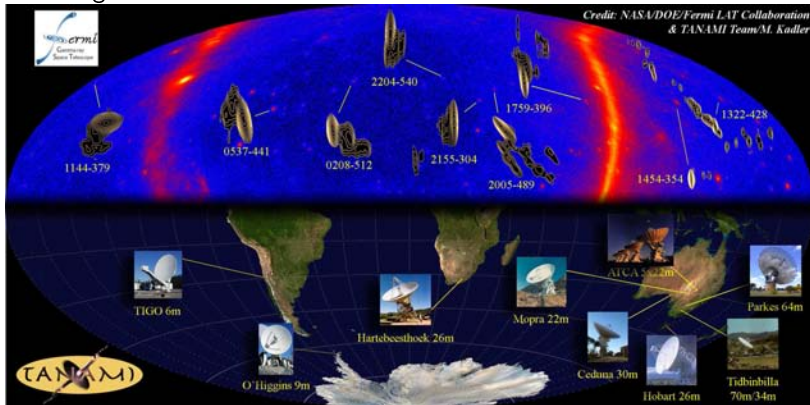 Credit: NASA/DOE/Fermi LAT Collaboration
& TANAMI Team/M. Kadler
Fermi
Gamma-ray
Space Telescope
2204-540
1759-396
1322-428
1144-379
0537-441
0208-512
2155-304
2005-489
1454-354
TIGO 6m
Hartebeesthoek 26m
Mopra 22m
ATCA 5x22m
Parkes 64m
O'Higgins 9m
Ceduna 30m
Hobart 26m
Tidbinbilla
70m/34m
TANAMI